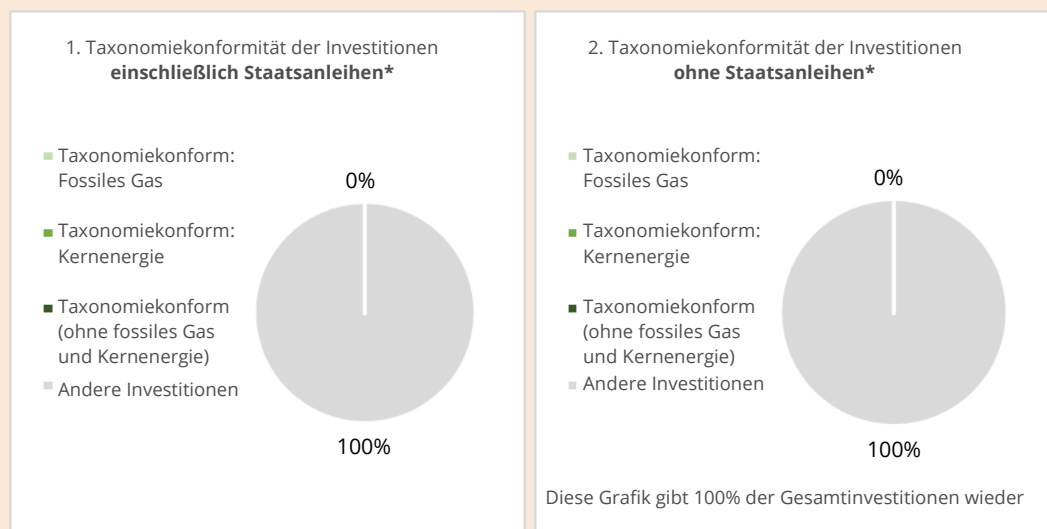 1. Taxonomiekonformität der Investitionen
einschließlich Staatsanleihen*
Taxonomiekonform:
Fossiles Gas
Taxonomiekonform:
Kernenergie
Taxonomiekonform
(ohne fossiles Gas
und Kernenergie)
Andere Investitionen
0%
100%
2. Taxonomiekonformität der Investitionen
ohne Staatsanleihen*
Taxonomiekonform:
Fossiles Gas
Taxonomiekonform:
Kernenergie
Taxonomiekonform
(ohne fossiles Gas
und Kernenergie)
Andere Investitionen
0%
100%
Diese Grafik gibt 100% der Gesamtinvestitionen wieder